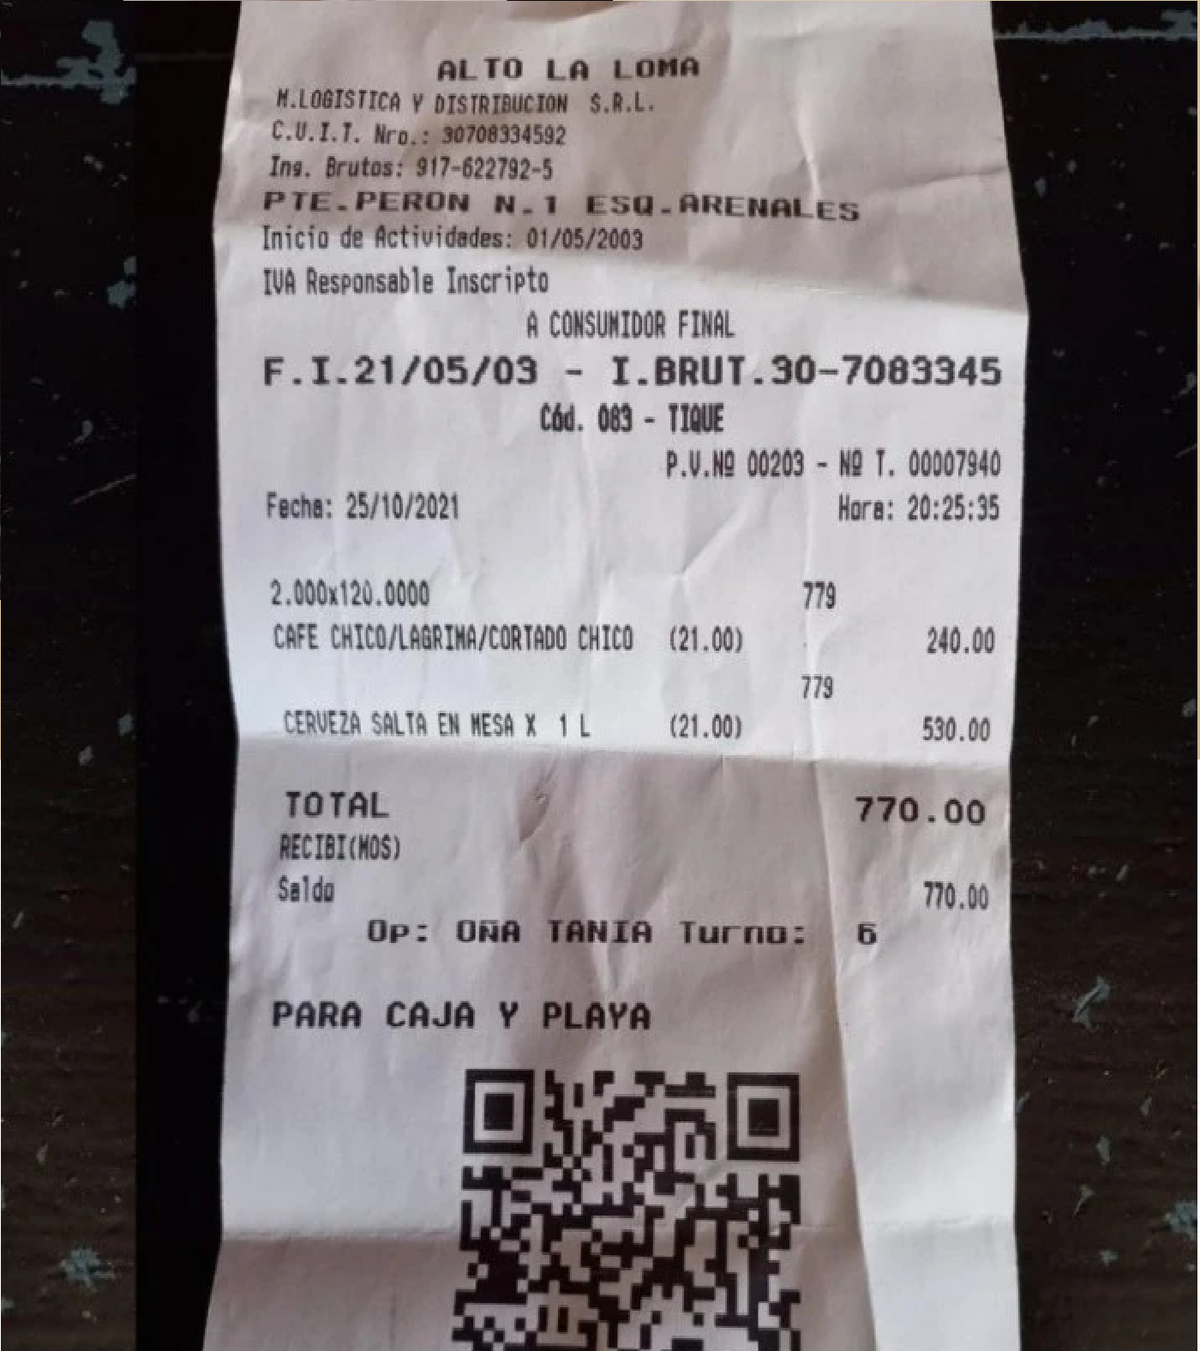 ALTO LA LOMA
M.LOGISTICA Y DISTRIBUCION S.R.L.
C.U.I.T. Nro.: 30708334592
Ing. Brutos: 917-622792-5
PTE.PERON N.1 ESQ.ARENALES
Inicio de Actividades: 01/05/2003
IVA Responsable Inscripto
A CONSUMIDOR FINAL
F.I.21/05/03 - I.BRUT.30-7083345
Cód. 083 - TIQUE
P.V.Nº 00203 - Nº T. 00007940
Fecha: 25/10/2021 Hora: 20:25:35
2.000x120.0000 779
CAFE CHICO/LAGRIMA/CORTADO CHICO (21.00) 240.00
779
CERVEZA SALTA EN MESA X 1 L (21.00) 530.00
TOTAL 770.00
RECIBI(MOS)
Saldo 770.00
Op: OÑA TANIA Turno: 6
PARA CAJA Y PLAYA